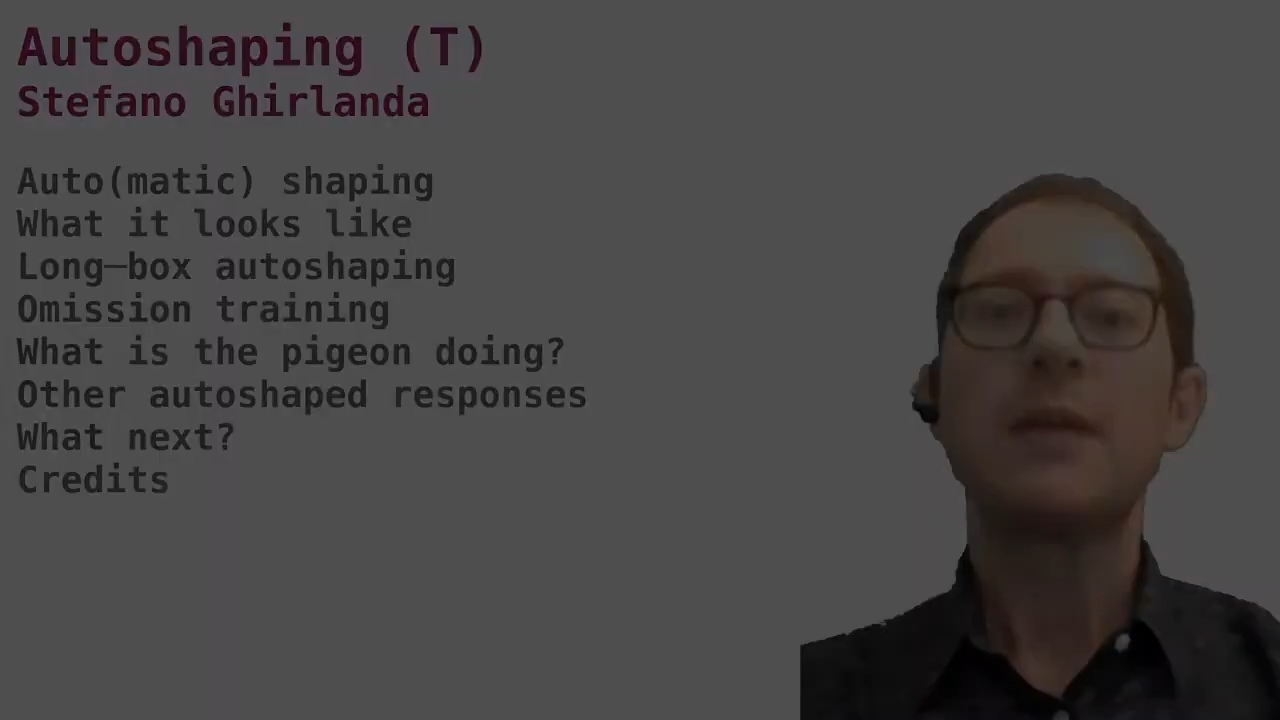 Autoshaping (T)
Stefano Ghirlanda
Auto(matic) shaping
What it looks like
Long—box autoshaping
Omission training
What is the pigeon doing?
Other autoshaped responses
What next?
Credits